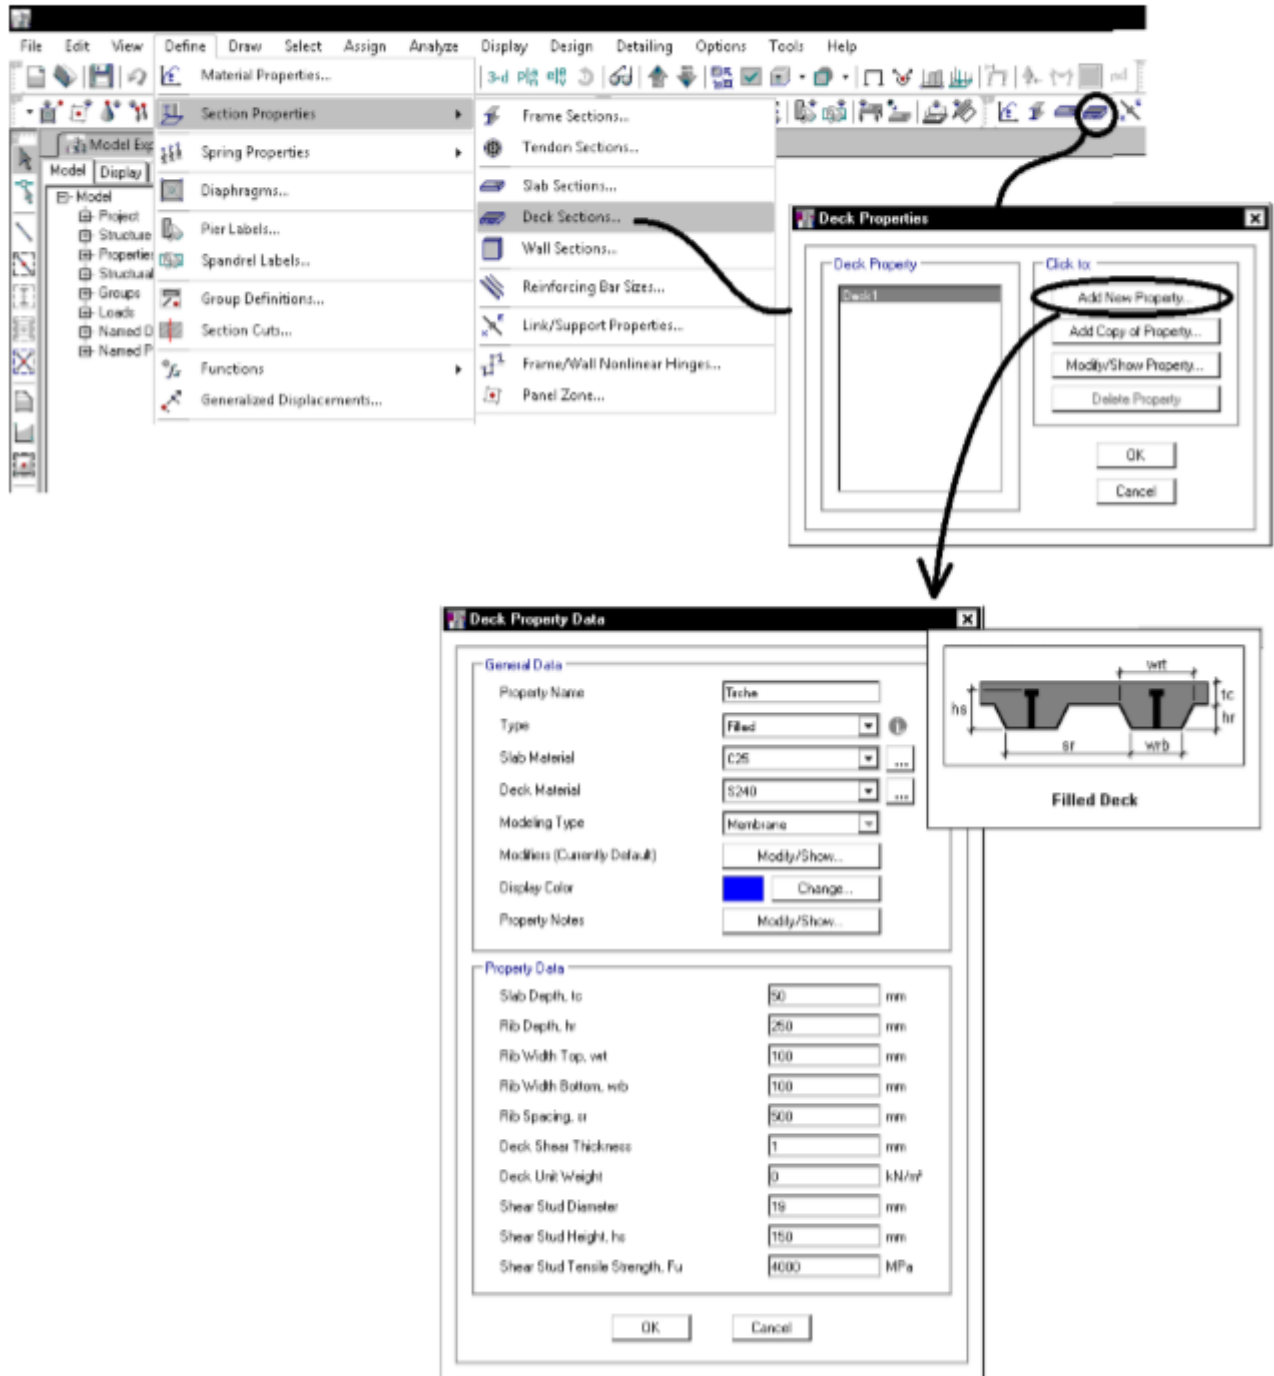 File Edit View Define Draw Select Assign Analyze Display Design Detailing Options Tools Help
Material Properties...
3-d
Section Properties
Frame Sections...
Model Exp
Spring Properties
Tendon Sections...
Model Display
Model
Diaphragms...
Slab Sections...
Project
Structure
Pier Labels...
Deck Sections...
Deck Properties
Propertie
Spandrel Labels...
Wall Sections...
Structural
Groups
Group Definitions...
Reinforcing Bar Sizes...
Loads
Named D
Section Cuts...
Link/Support Properties...
Named P
Functions
Frame/Wall Nonlinear Hinges...
Generalized Displacements...
Panel Zone...
Deck Property
Click to:
Deck1
Add New Property...
Add Copy of Property...
Modify/Show Property...
Delete Property
OK
Cancel
Deck Property Data
General Data
Property Name
Type Filled
Slab Material C25 ...
Deck Material S240 ...
Modeling Type Membrane
Modifiers (Currently Default) Modify/Show...
Display Color Change...
Property Notes Modify/Show...
wrt
hs tc
hr
sr wrb
Filled Deck
Property Data
Slab Depth, tc 50 mm
Rib Depth, hr 250 mm
Rib Width Top, wrt 100 mm
Rib Width Bottom, wrb 100 mm
Rib Spacing, sr 500 mm
Deck Shear Thickness 1 mm
Deck Unit Weight 0 kN/m²
Shear Stud Diameter 19 mm
Shear Stud Height, hs 150 mm
Shear Stud Tensile Strength, Fu 4000 MPa
OK Cancel